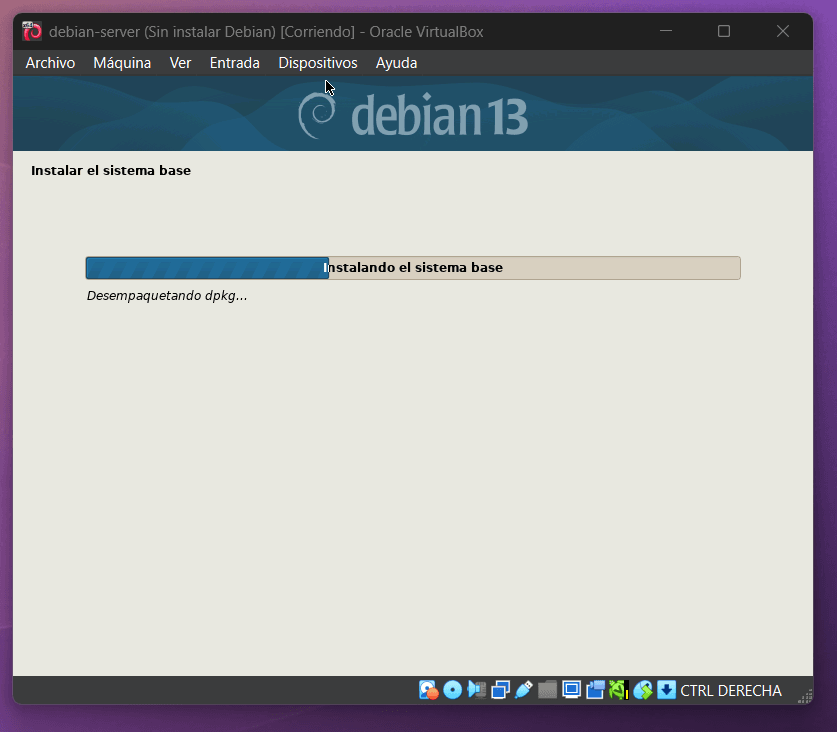 debian-server (Sin instalar Debian) [Corriendo] - Oracle VirtualBox
Archivo Máquina Ver Entrada Dispositivos Ayuda
debian 13
Instalar el sistema base
Instalando el sistema base
Desempaquetando dpkg...
CTRL DERECHA